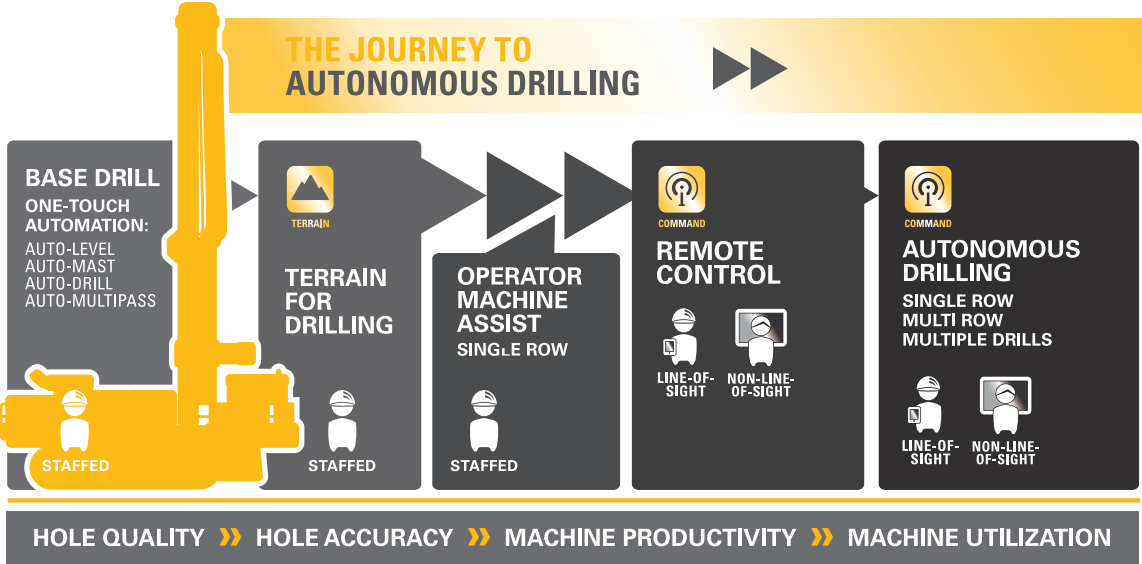 THE JOURNEY TO
AUTONOMOUS DRILLING
BASE DRILL
ONE-TOUCH
AUTOMATION:
AUTO-LEVEL
AUTO-MAST
AUTO-DRILL
AUTO-MULTIPASS
STAFFED
TERRAIN
TERRAIN
FOR
DRILLING
STAFFED
OPERATOR
MACHINE
ASSIST
SINGLE ROW
STAFFED
COMMAND
REMOTE
CONTROL
LINE-OF-
SIGHT
NON-LINE-
OF-SIGHT
COMMAND
AUTONOMOUS
DRILLING
SINGLE ROW
MULTI ROW
MULTIPLE DRILLS
LINE-OF-
SIGHT
NON-LINE-
OF-SIGHT
HOLE QUALITY » HOLE ACCURACY » MACHINE PRODUCTIVITY » MACHINE UTILIZATION